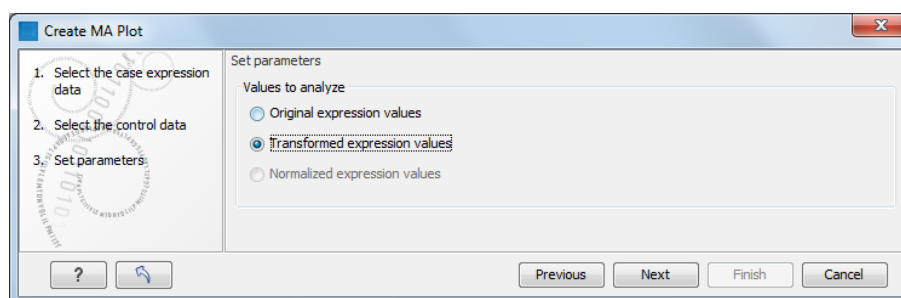 Create MA Plot
1. Select the case expression
data
2. Select the control data
3. Set parameters
Set parameters
Values to analyze
Original expression values
Transformed expression values
Normalized expression values
?
Previous
Next
Finish
Cancel